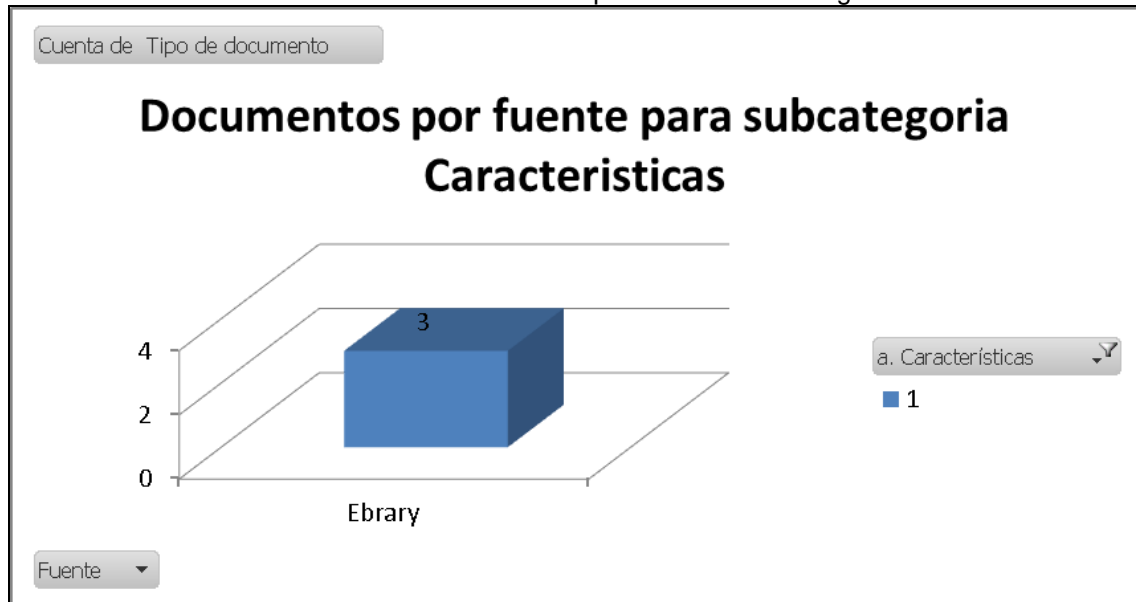 Cuenta de Tipo de documento
Documentos por fuente para subcategoria
Caracteristicas
3
4
2
0
Ebrary
a. Características
1
Fuente